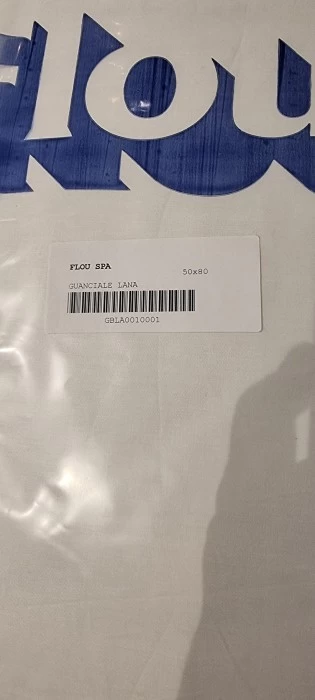 Flou
FLOU SPA 50x80
GUANCIALE LANA
GBLA0010001